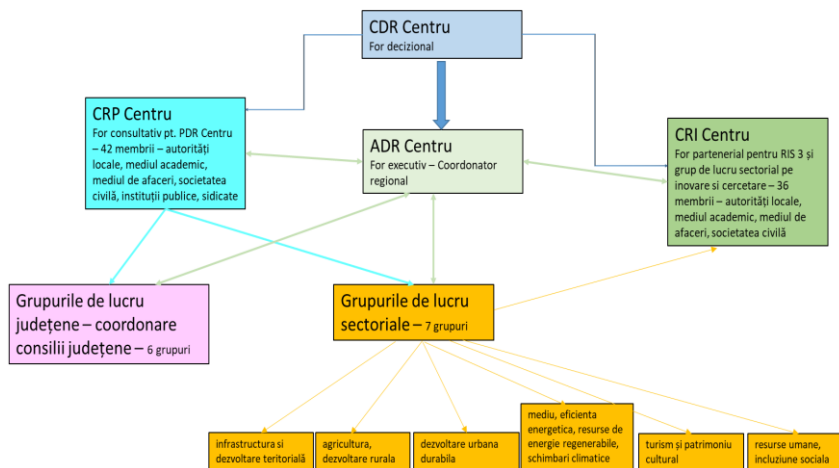 CDR Centru
For decizional
CRP Centru
For consultativ pt. PDR Centru
– 42 membrii – autorități
locale, mediul academic,
mediul de afaceri, societatea
civilă, instituții publice, sidicate
ADR Centru
For executiv – Coordonator
regional
CRI Centru
For partenerial pentru RIS 3 și
grup de lucru sectorial pe
inovare si cercetare – 36
membrii – autorități locale,
mediul academic, mediul de
afaceri, societatea civilă
Grupurile de lucru
județene – coordonare
consilii județene – 6 grupuri
Grupurile de lucru
sectoriale – 7 grupuri
infrastructura si
dezvoltare teritorială
agricultura,
dezvoltare rurala
dezvoltare urbana
durabila
mediu, eficienta
energetica, resurse de
energie regenerabile,
schimbari climatice
turism și patrimoniu
cultural
resurse umane,
incluziune sociala